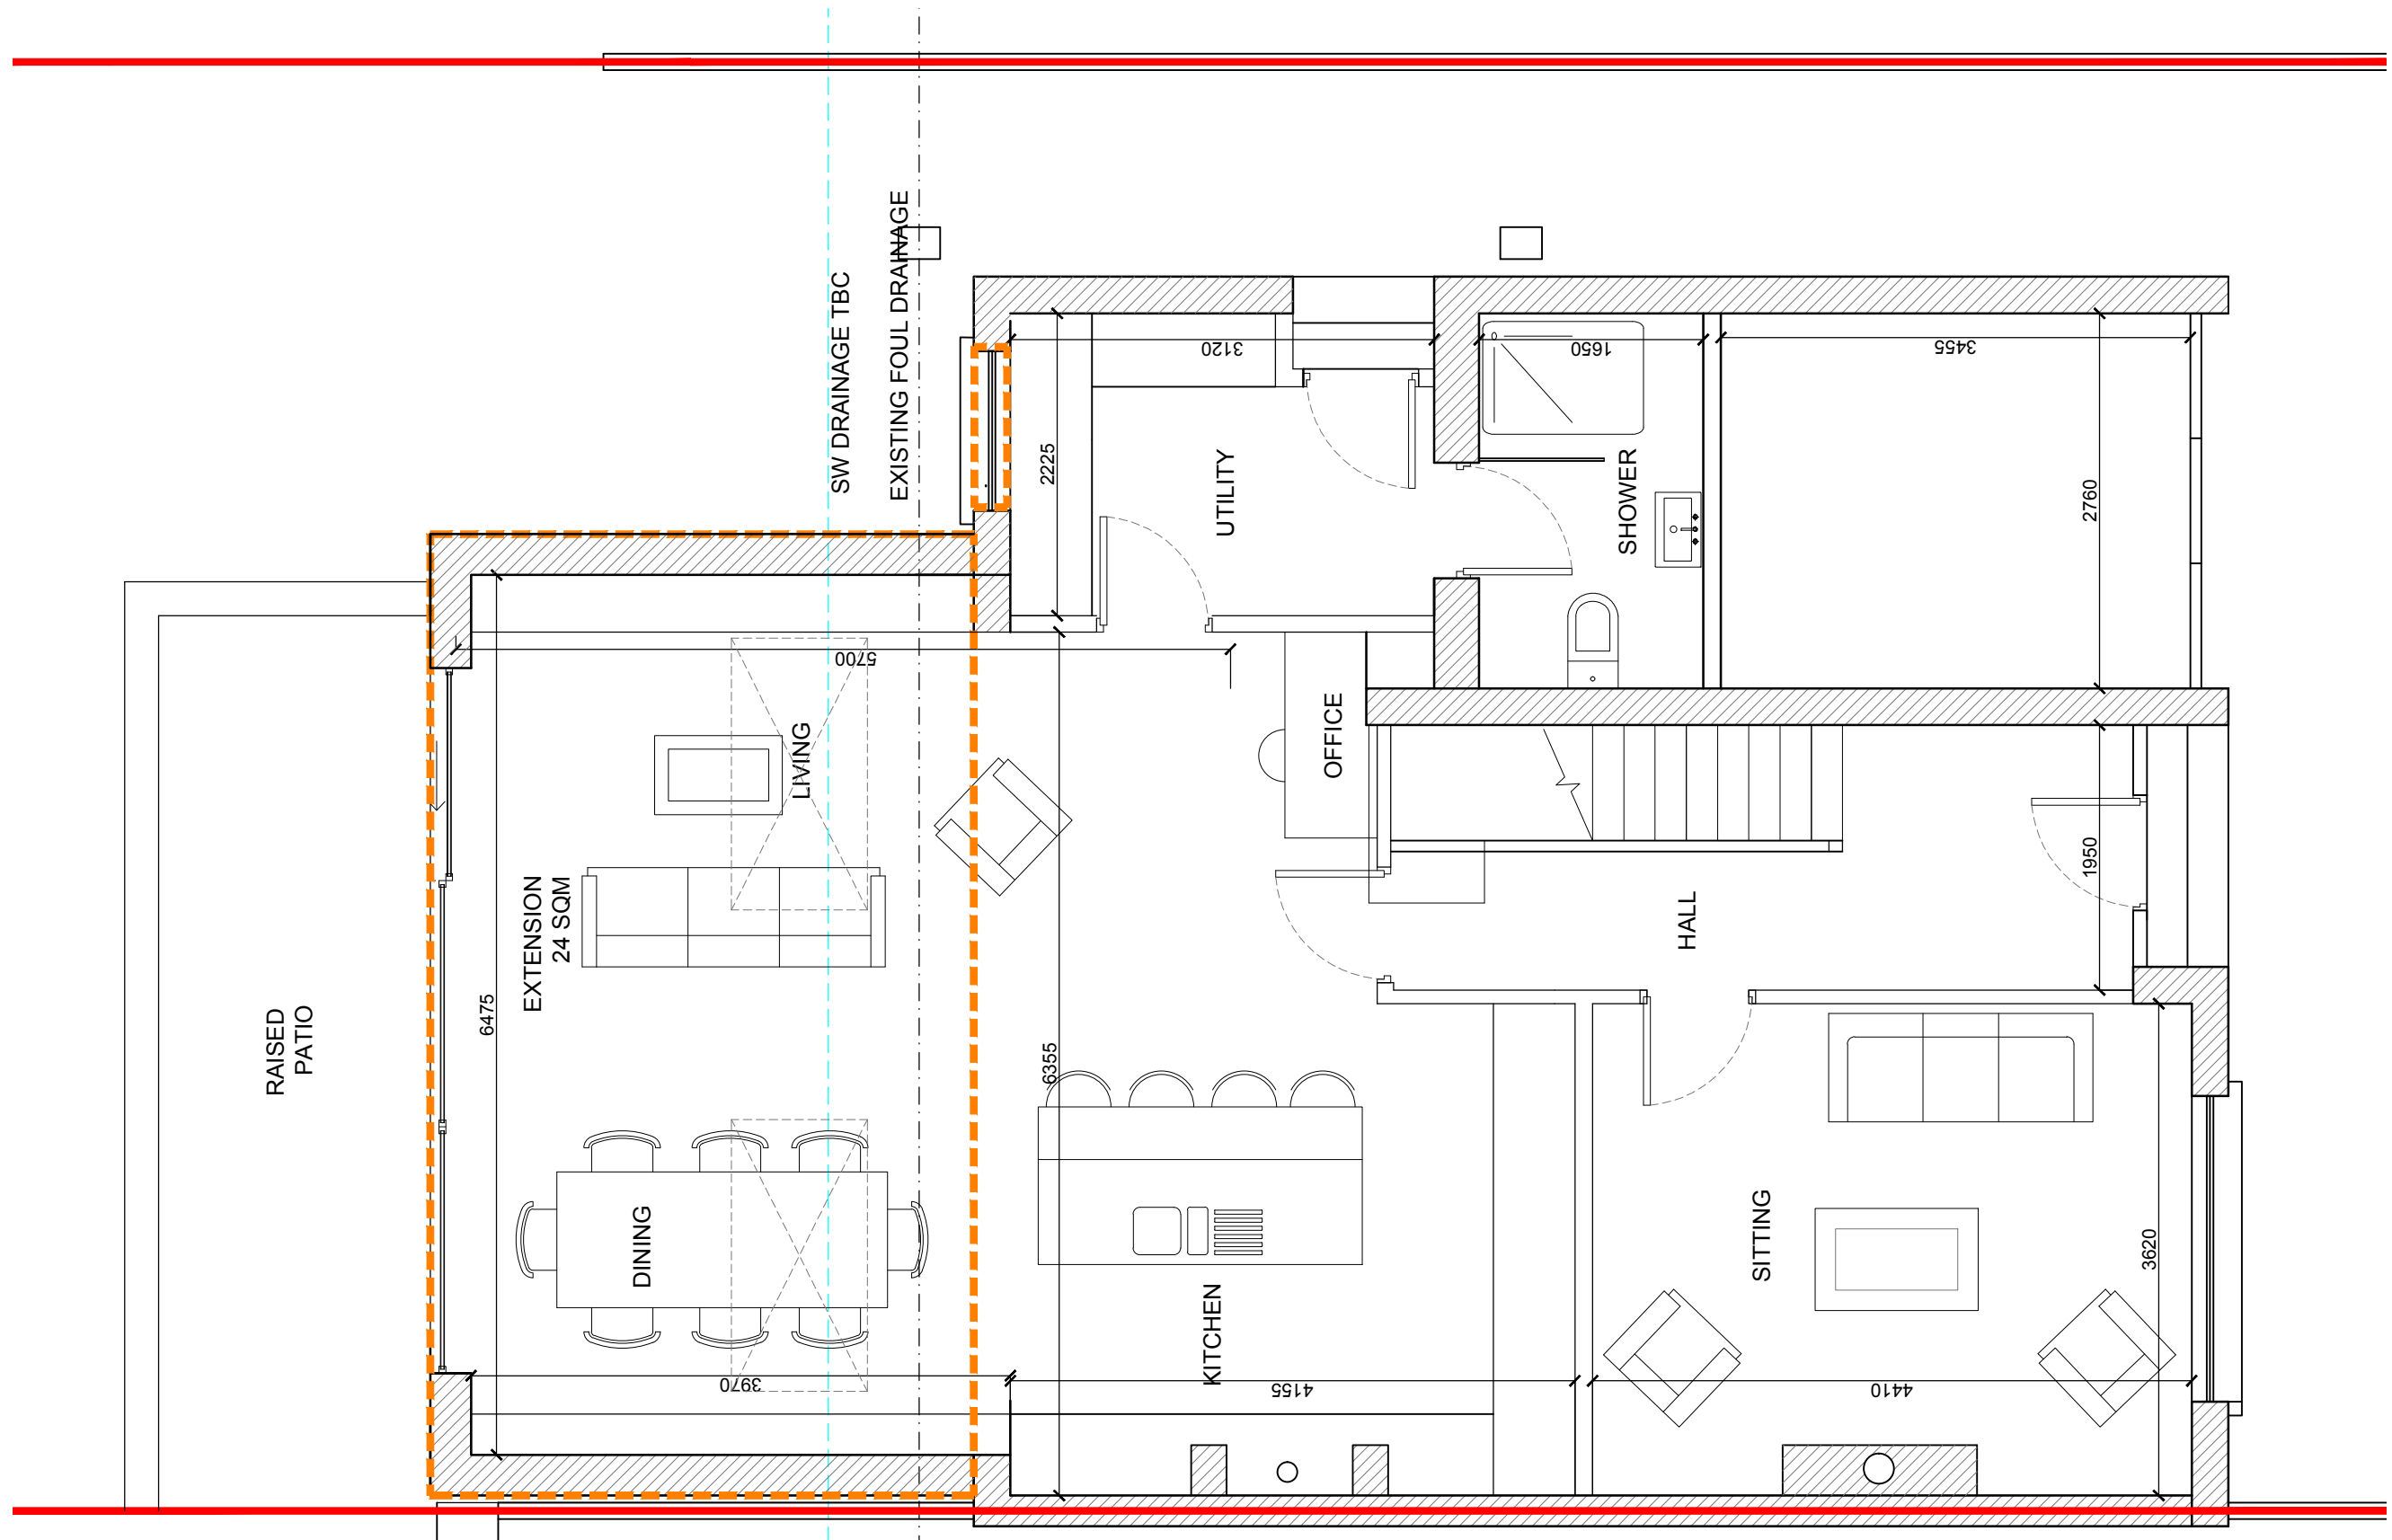 SW DRAINAGE TBC
EXISTING FOUL DRAINAGE
3120
1650
3455
2225
UTILITY
SHOWER
2760
5700
OFFICE
LIVING
EXTENSION
24 SQM
1950
HALL
6475
RAISED
PATIO
6355
DINING
SITTING
3620
KITCHEN
3970
4155
4410